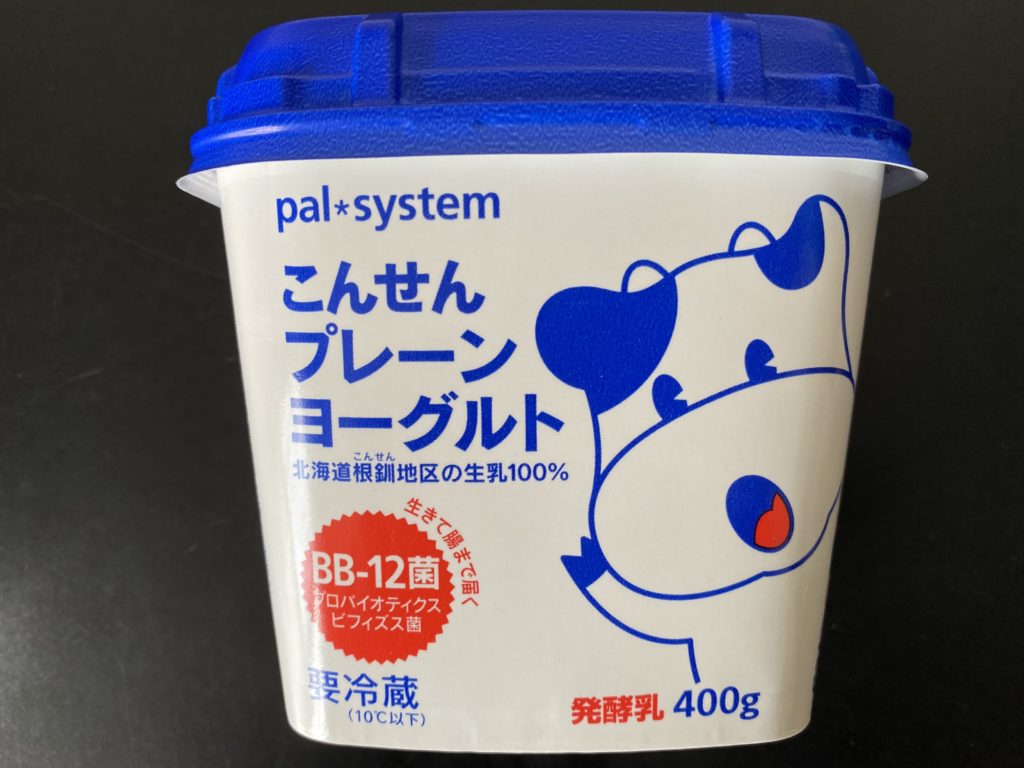 pal*system
こんせん
プレーン
ヨーグルト
こんせん
北海道根釧地区の生乳100%
生きて腸まで届く
BB-12菌
プロバイオティクス
ビフィズス菌
要冷蔵
(10℃以下)
発酵乳 400g